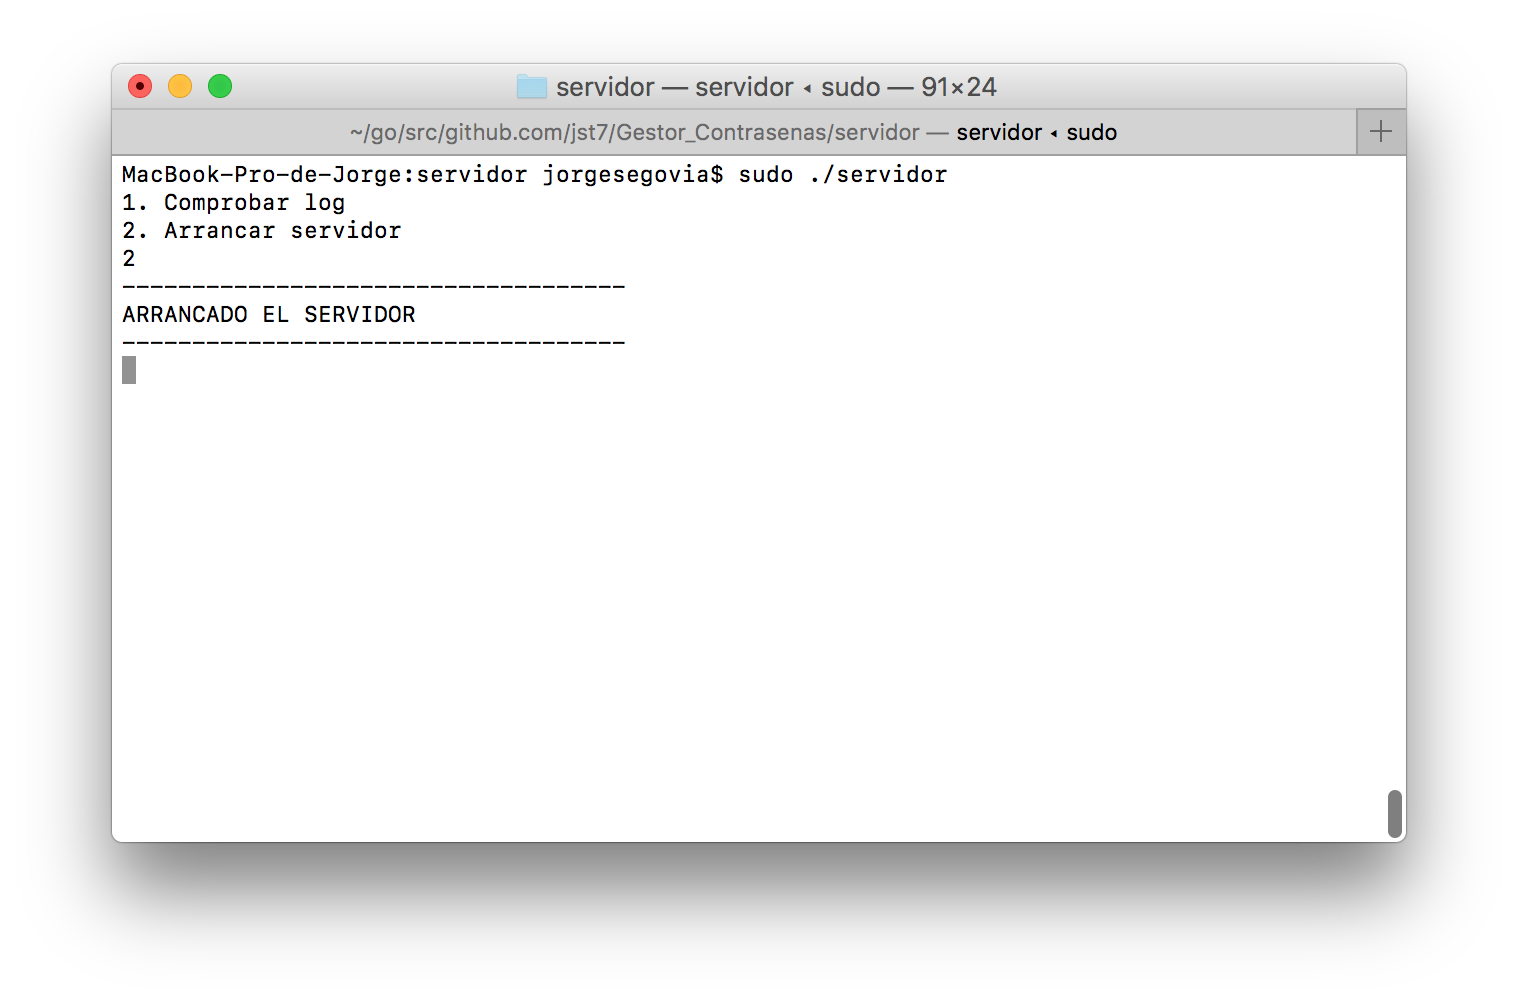 servidor — servidor ◂ sudo — 91×24
~/go/src/github.com/jst7/Gestor_Contrasenas/servidor — servidor ◂ sudo
MacBook-Pro-de-Jorge:servidor jorgesegovia$ sudo ./servidor
1. Comprobar log
2. Arrancar servidor
2
------------------------------------
ARRANCADO EL SERVIDOR
------------------------------------